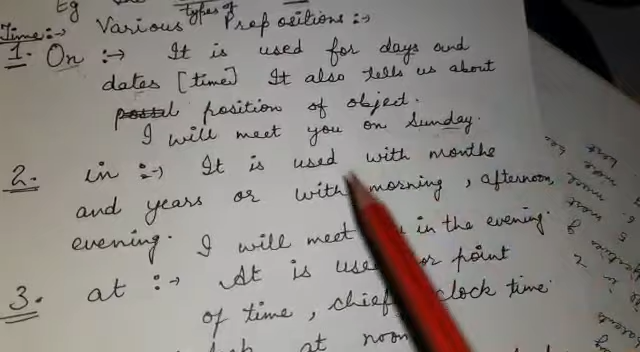 Eg
types of
Various Prepositions :→
Time :→
1. On :→ It is used for days and
dates [time] It also tells us about
position of object.
I will meet you on Sunday.
2. in :→ It is used with months
and years or with morning, afternoon,
evening. I will meet in the evening.
3. at :→ It is use or point
of time, chief clock time
at noon